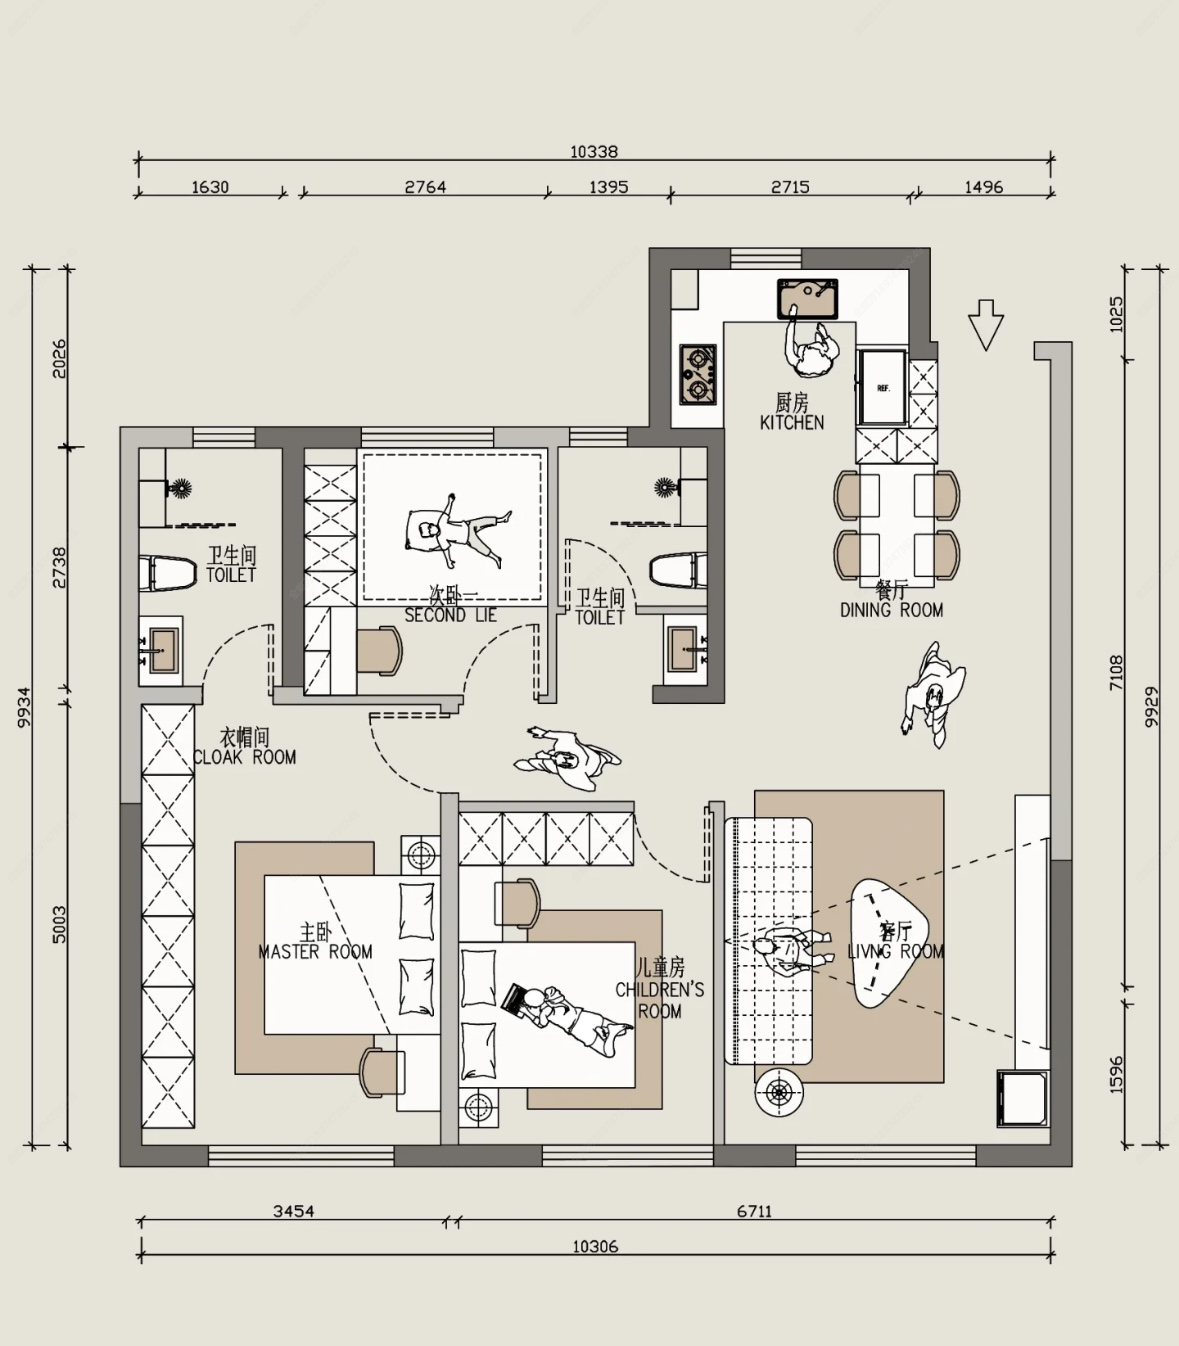 10338
1630
2764
1395
2715
1496
1025
2026
REF.
厨房
KITCHEN
卫生间
TOILET
2738
次卧一
SECOND LIE
卫生间
TOILET
餐厅
DINING ROOM
9934
7108
9929
衣帽间
CLOAK ROOM
5003
主卧
MASTER ROOM
儿童房
CHILDREN'S
ROOM
客厅
LIVNG ROOM
1596
3454
6711
10306